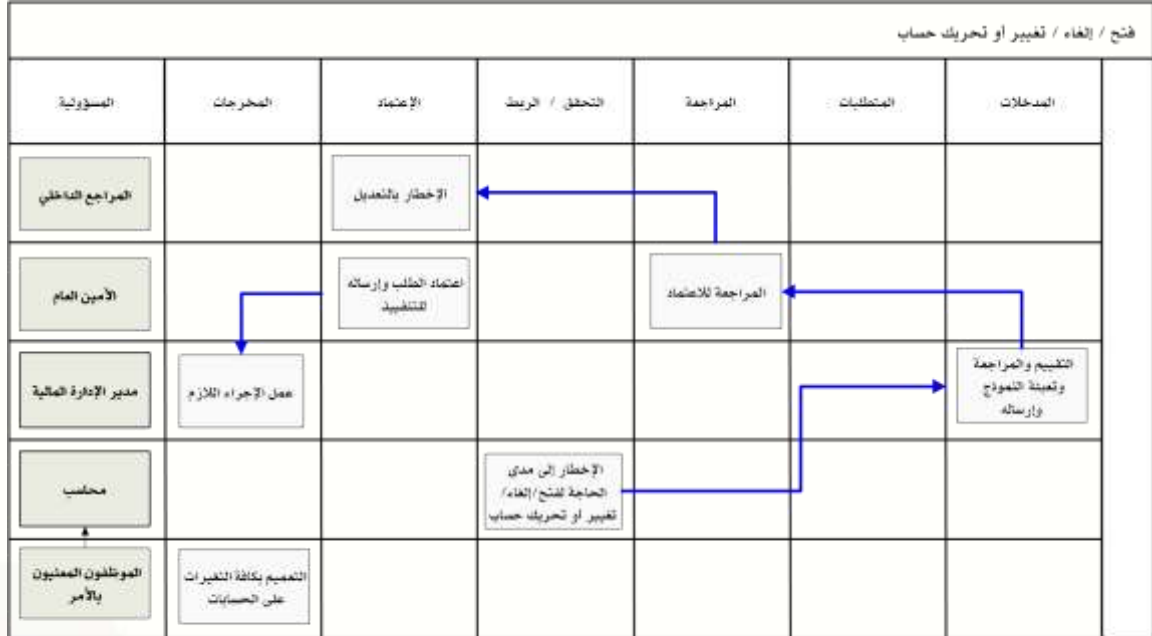 فتح / إلغاء / تغيير أو تحريك حساب
المدخلات
المتطلبات
المراجعة
التحقق / الربط
الإعتماد
المخرجات
المسؤولية
الإخطار بالتعديل
المراجع الداخلي
المراجعة للاعتماد
اعتماد الطلب وإرساله
للتنفييذ
الأمين العام
التقييم والمراجعة
وتعبئة النموذج
وإرساله
عمل الإجراء اللازم
مدير الإدارة المالية
الإخطار إلى مدى
الحاجة لفتح/إلغاء/
تغيير او تحريك حساب
محاسب
التعميم بكافة التغيرات
على الحسابات
الموظفون المعنيون
بالأمر